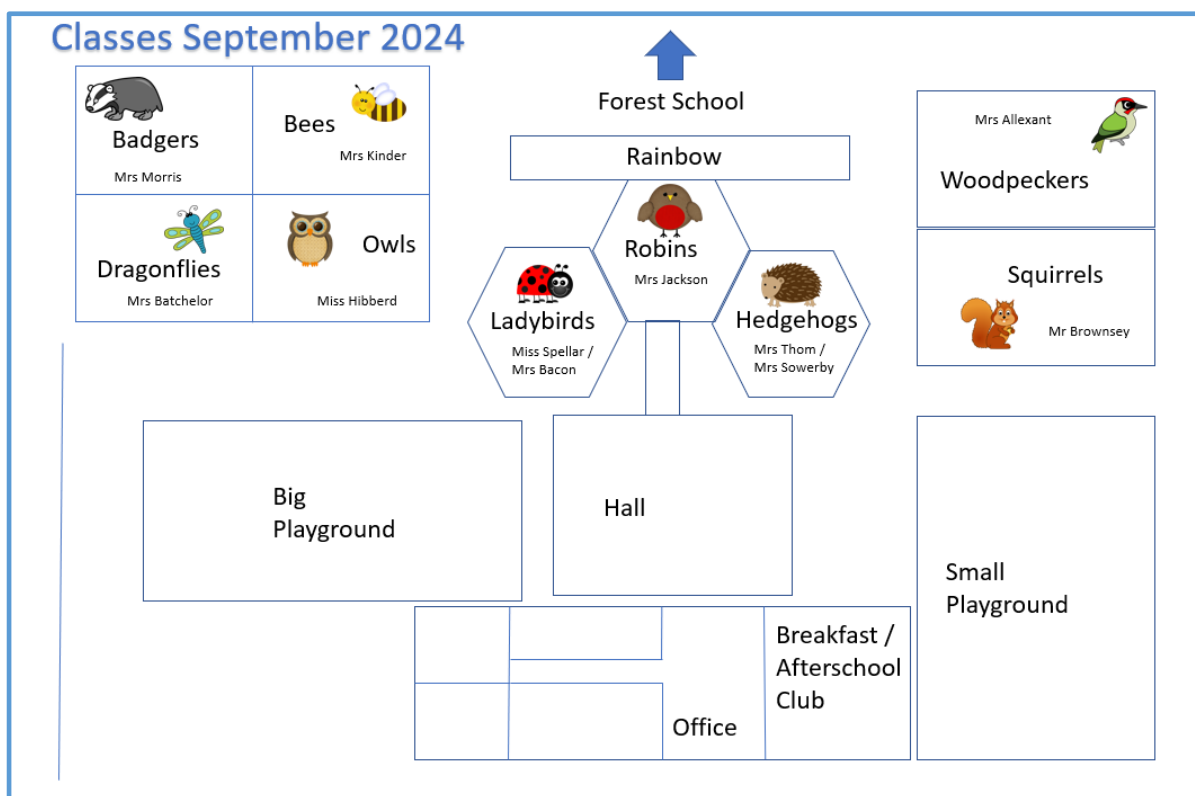 Classes September 2024
Forest School
Badgers
Mrs Morris
Bees
Mrs Kinder
Dragonflies
Mrs Batchelor
Owls
Miss Hibberd
Rainbow
Robins
Mrs Jackson
Ladybirds
Miss Spellar /
Mrs Bacon
Hedgehogs
Mrs Thom /
Mrs Sowerby
Mrs Allexant
Woodpeckers
Squirrels
Mr Brownsey
Big
Playground
Hall
Small
Playground
Office
Breakfast /
Afterschool
Club